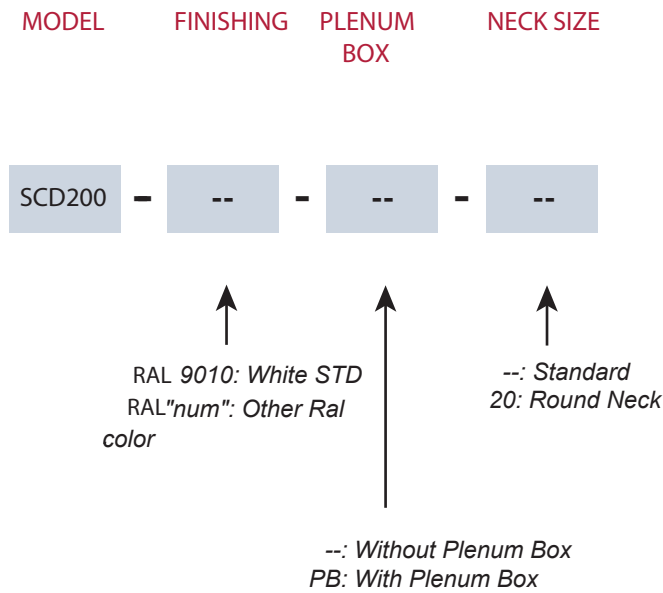 MODEL FINISHING PLENUM NECK SIZE
BOX
SCD200 - -- - -- - --
RAL 9010: White STD
RAL"num": Other Ral
color
--: Standard
20: Round Neck
--: Without Plenum Box
PB: With Plenum Box